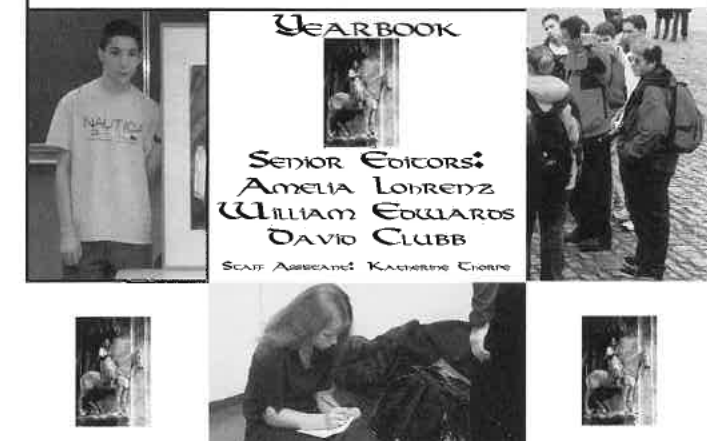 Yearbook
NAUTICA
Senior Editors:
Amelia Lohrenz
William Edwards
David Clubb
Staff Assistant: Katherine Thorpe